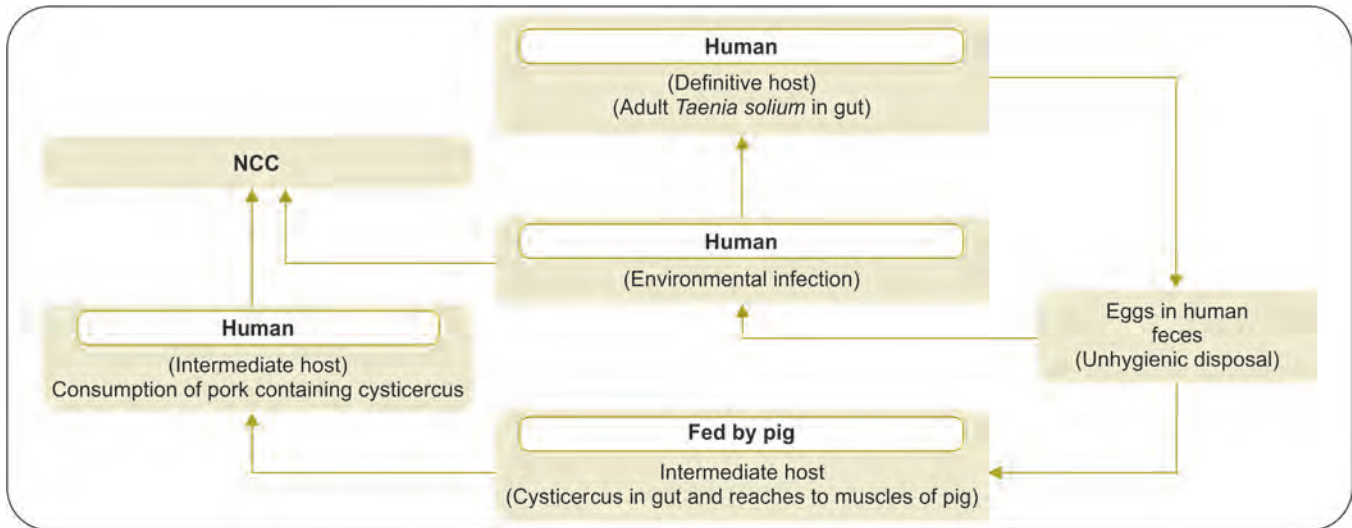 Human
(Definitive host)
(Adult Taenia solium in gut)
NCC
Human
(Environmental infection)
Human
(Intermediate host)
Consumption of pork containing cysticercus
Eggs in human
feces
(Unhygienic disposal)
Fed by pig
Intermediate host
(Cysticercus in gut and reaches to muscles of pig)